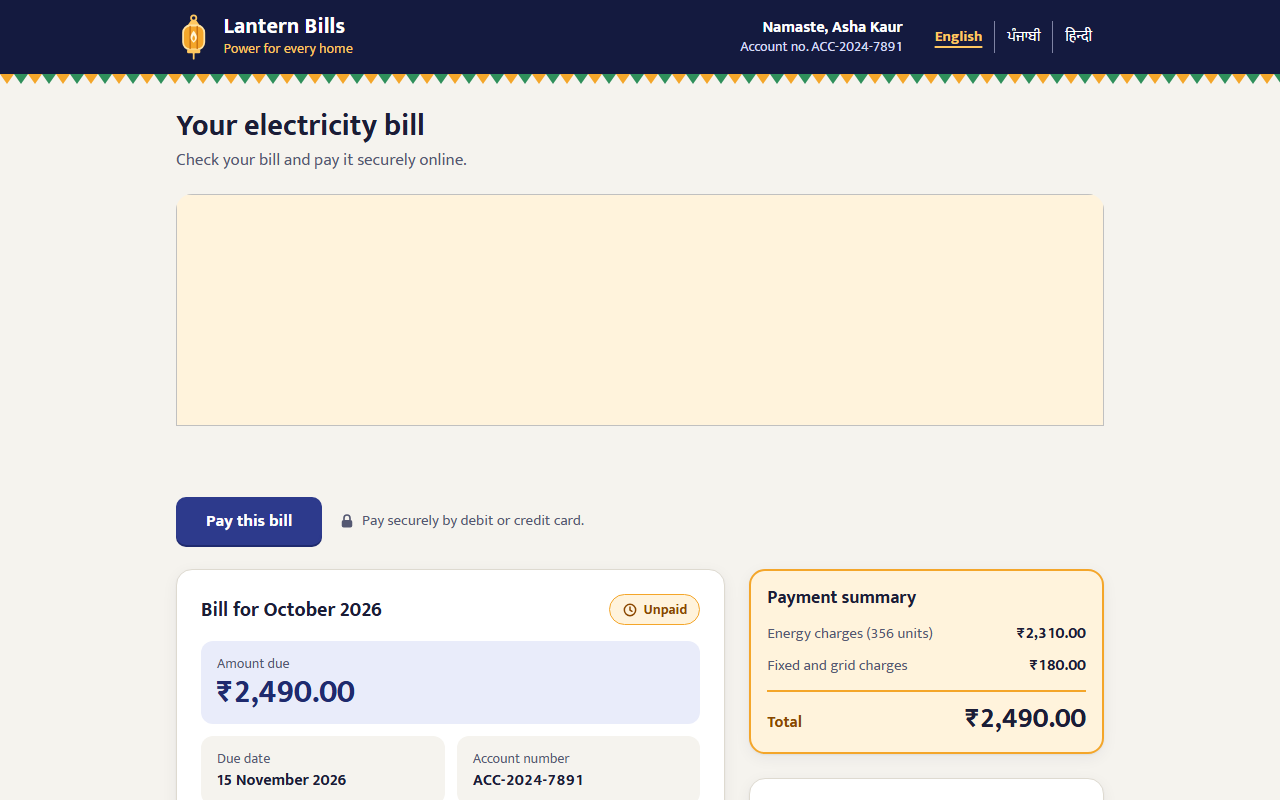 Lantern Bills
Power for every home
Namaste, Asha Kaur
Account no. ACC-2024-7891
English
ਪੰਜਾਬੀ
हिन्दी
Your electricity bill
Check your bill and pay it securely online.
Pay this bill
Pay securely by debit or credit card.
Bill for October 2026
Unpaid
Amount due
₹2,490.00
Due date
15 November 2026
Account number
ACC-2024-7891
Payment summary
Energy charges (356 units)
₹2,310.00
Fixed and grid charges
₹180.00
Total
₹2,490.00